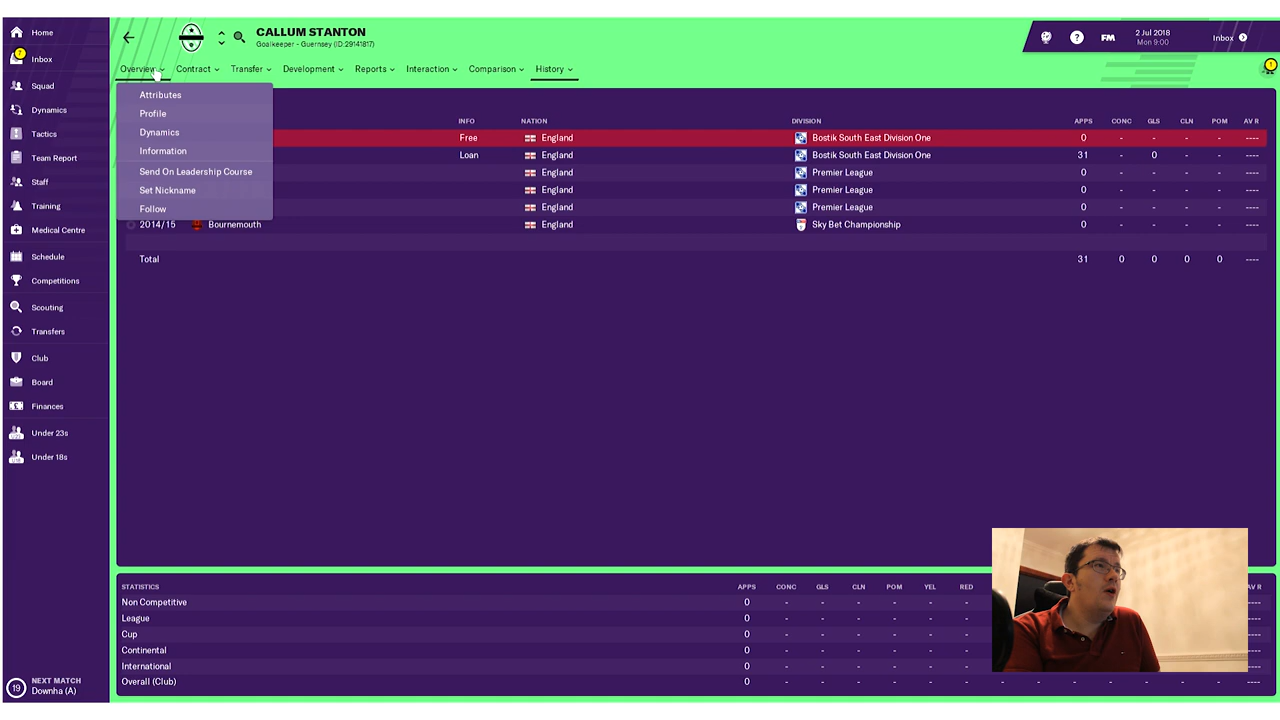 Home
Inbox
7
Squad
Dynamics
Tactics
Team Report
Staff
Training
Medical Centre
Schedule
Competitions
Scouting
Transfers
Club
Board
Finances
Under 23s
Under 18s
19 NEXT MATCH
Downha (A)
CALLUM STANTON
Goalkeeper - Guernsey (ID:29141817)
? FM 2 Jul 2018
Mon 9:00
Inbox
1
Overview Contract Transfer Development Reports Interaction Comparison History
Attributes
Profile
Dynamics
Information
Send On Leadership Course
Set Nickname
Follow
INFO NATION DIVISION APPS CONC GLS CLN POM AV R
Free England Bostik South East Division One 0 - - - - ----
Loan England Bostik South East Division One 31 - 0 - - ----
England Premier League 0 - - - - ----
England Premier League 0 - - - - ----
England Premier League 0 - - - - ----
2014/15 Bournemouth England Sky Bet Championship 0 - - - - ----
Total 31 0 0 0 0 ----
STATISTICS APPS CONC GLS CLN POM YEL RED AV R
Non Competitive 0 - - - - - - ----
League 0 - - - - - - ----
Cup 0 - - - - - - ----
Continental 0 - - - - - - ----
International 0 - - - - - - ----
Overall (Club) 0 - - - - - - - - - - - - ----